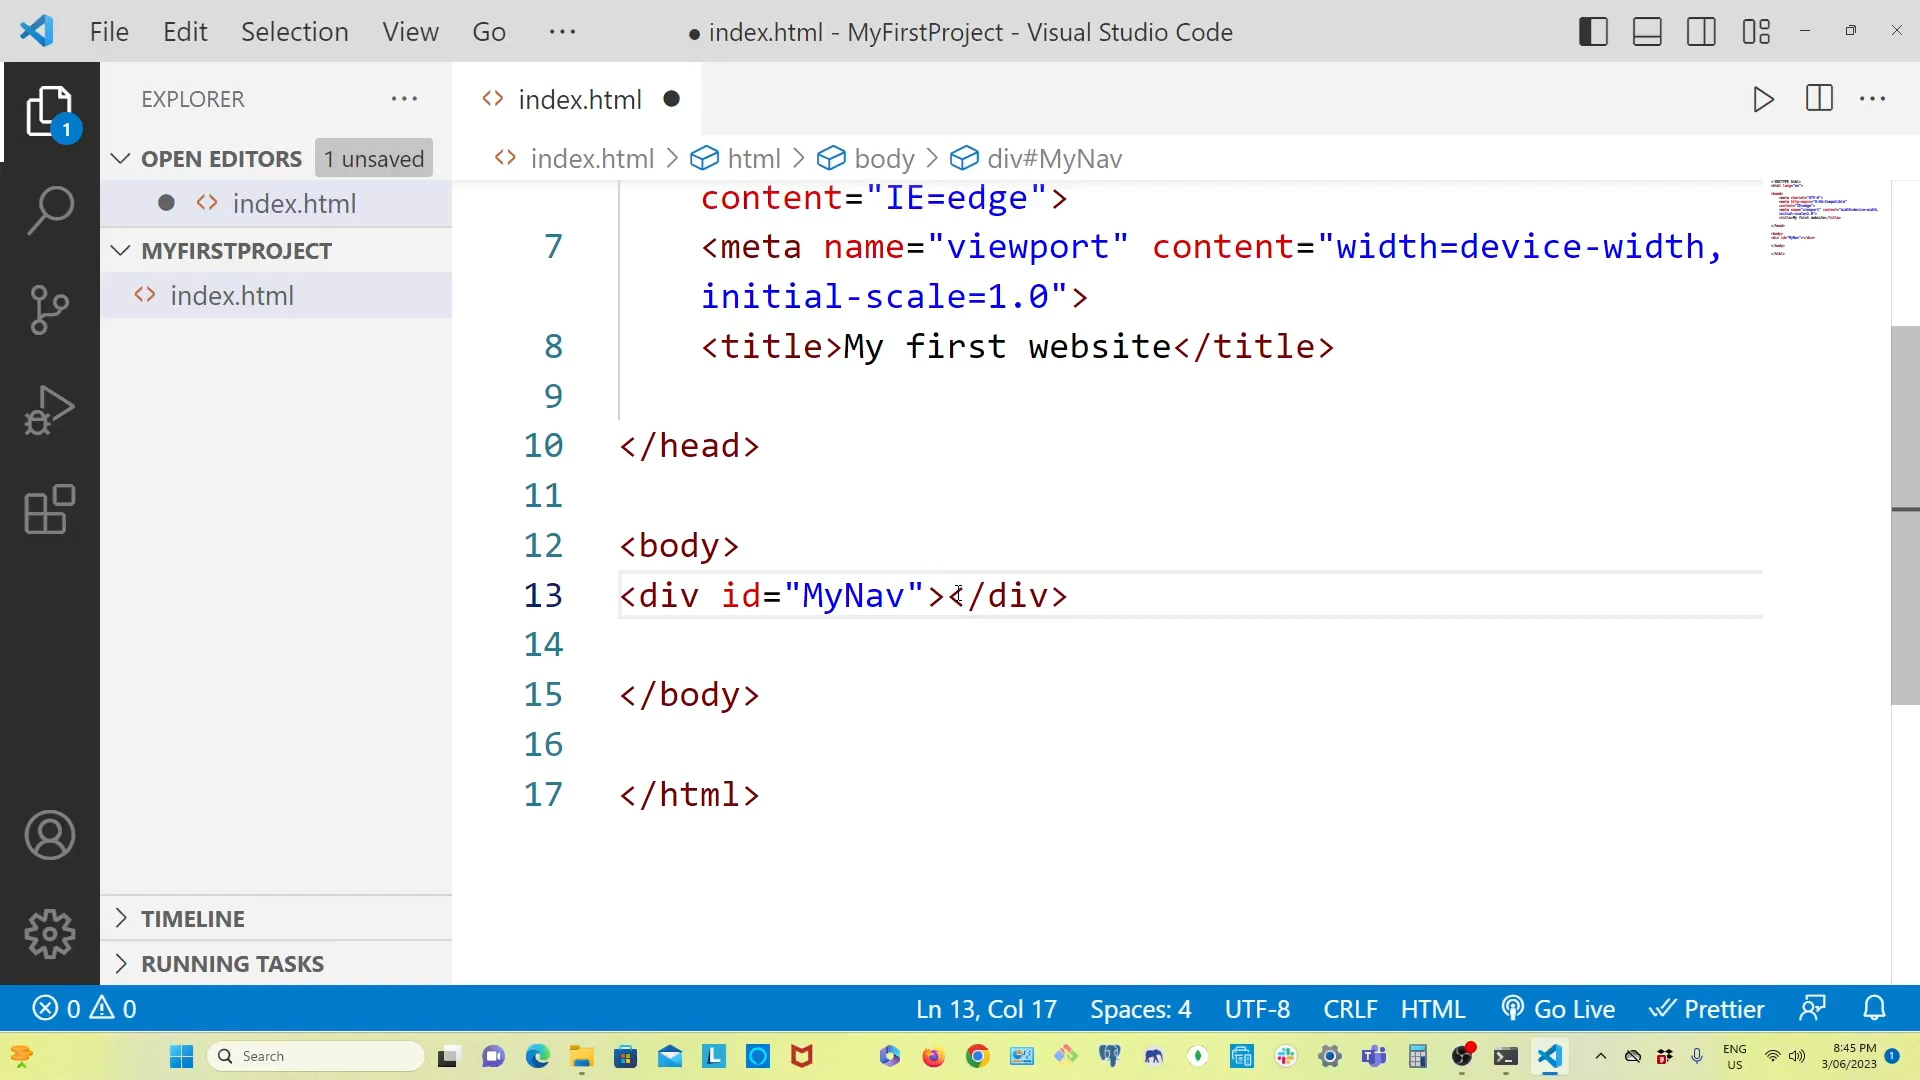 File Edit Selection View Go ···
● index.html - MyFirstProject - Visual Studio Code
1
EXPLORER
OPEN EDITORS 1 unsaved
index.html
MYFIRSTPROJECT
index.html
TIMELINE
RUNNING TASKS
index.html
index.html > html > body > div#MyNav
content="IE=edge">
7 <meta name="viewport" content="width=device-width,
initial-scale=1.0">
8 <title>My first website</title>
9
10 </head>
11
12 <body>
13 <div id="MyNav"></div>
14
15 </body>
16
17 </html>
0 0 Ln 13, Col 17 Spaces: 4 UTF-8 CRLF HTML Go Live Prettier
Search
ENG
US
8:45 PM
3/06/2023
1